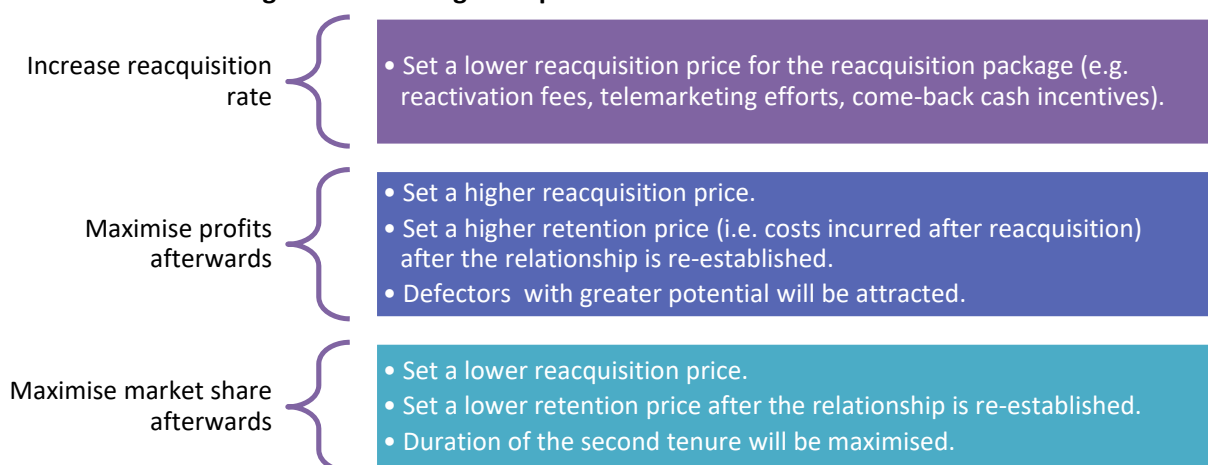 Increase reacquisition
rate
• Set a lower reacquisition price for the reacquisition package (e.g.
reactivation fees, telemarketing efforts, come-back cash incentives).
Maximise profits
afterwards
• Set a higher reacquisition price.
• Set a higher retention price (i.e. costs incurred after reacquisition)
after the relationship is re-established.
• Defectors with greater potential will be attracted.
Maximise market share
afterwards
• Set a lower reacquisition price.
• Set a lower retention price after the relationship is re-established.
• Duration of the second tenure will be maximised.